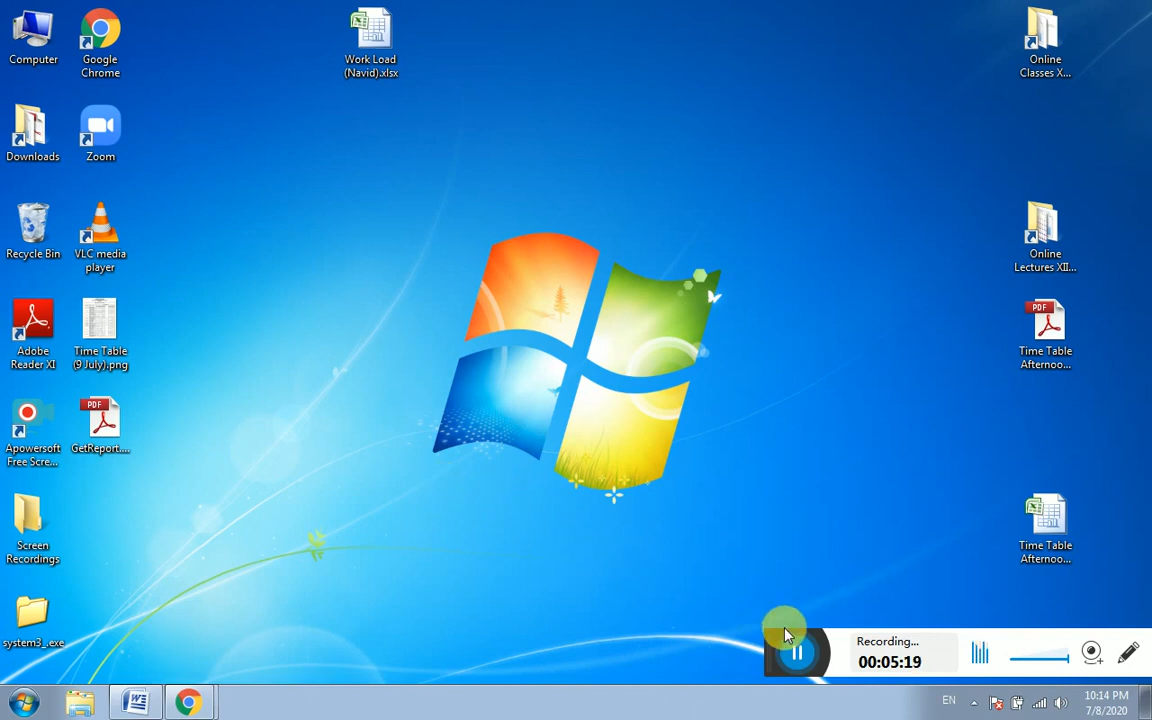 Computer
Google
Chrome
Work Load
(Navid).xlsx
Online
Classes X...
Downloads
Zoom
Recycle Bin
VLC media
player
Online
Lectures XII...
Adobe
Reader XI
Time Table
(9 July).png
PDF
Time Table
Afternoo...
Apowersoft
Free Scre...
PDF
GetReport....
Screen
Recordings
Time Table
Afternoo...
system3_.exe
Recording...
00:05:19
EN
10:14 PM
7/8/2020